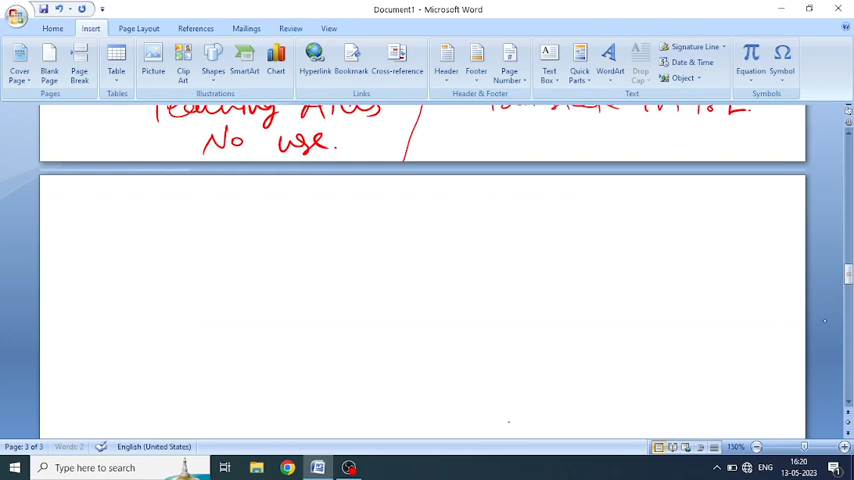 Document1 - Microsoft Word
Home Insert Page Layout References Mailings Review View
Cover Page Blank Page Page Break Table Picture Clip Art Shapes SmartArt Chart Hyperlink Bookmark Cross-reference Header Footer Page Number Text Box Quick Parts WordArt Drop Cap Signature Line Date & Time Object Equation Symbol
Pages Tables Illustrations Links Header & Footer Text Symbols
Teaching Aids
No use.
Page: 3 of 3 Words: 2 English (United States) 150%
Type here to search ENG 16:20
13-05-2023